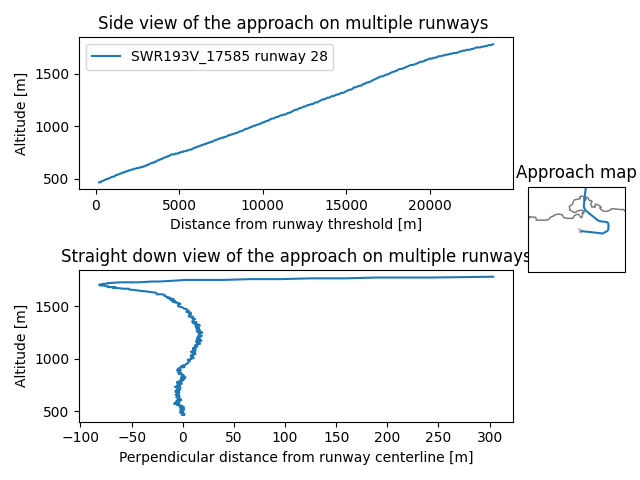 Side view of the approach on multiple runways
SWR193V_17585 runway 28
Altitude [m]
1500
1000
500
0
5000
10000
15000
20000
Distance from runway threshold [m]
Approach map
Straight down view of the approach on multiple runways
Altitude [m]
1500
1000
500
−100
−50
0
50
100
150
200
250
300
Perpendicular distance from runway centerline [m]